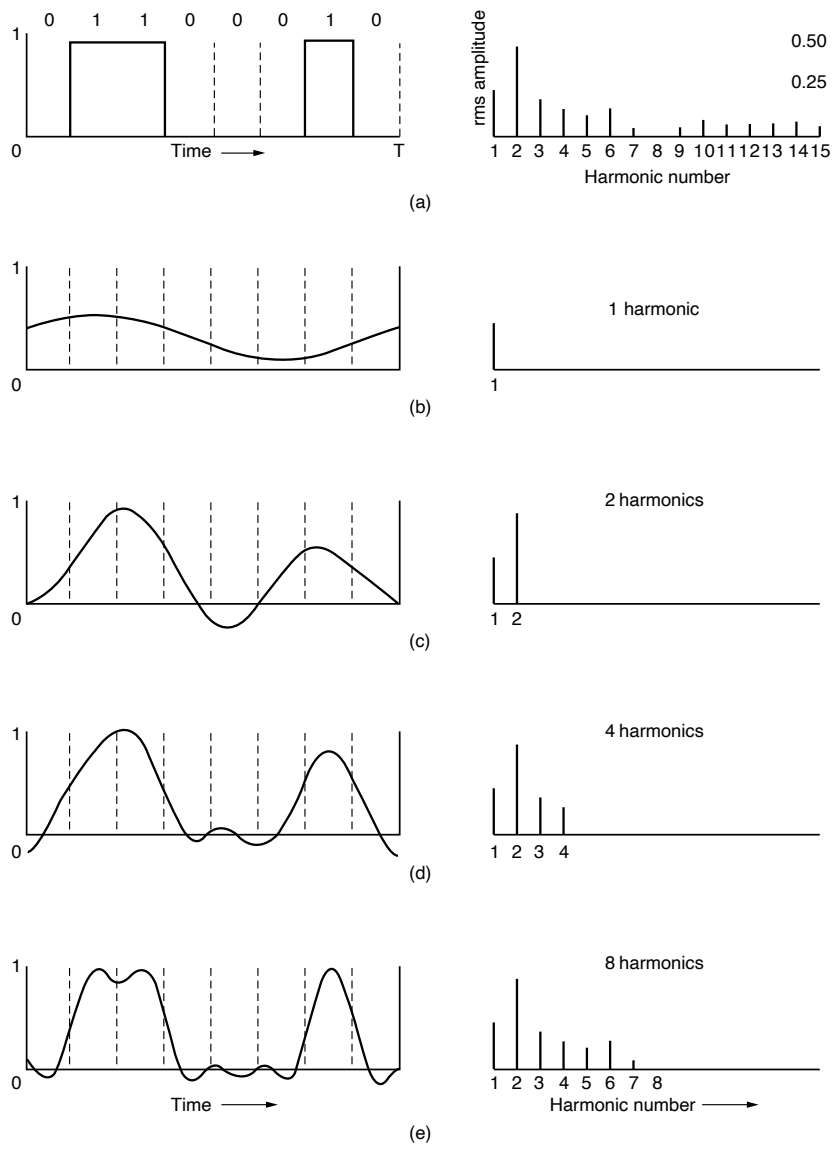 0 1 1 0 0 0 1 0
1
0
Time
T
rms amplitude
0.50
0.25
1 2 3 4 5 6 7 8 9 10 11 12 13 14 15
Harmonic number
(a)
1
0
1 harmonic
1
(b)
1
0
2 harmonics
1 2
(c)
1
0
4 harmonics
1 2 3 4
(d)
1
0
Time
8 harmonics
1 2 3 4 5 6 7 8
Harmonic number
(e)